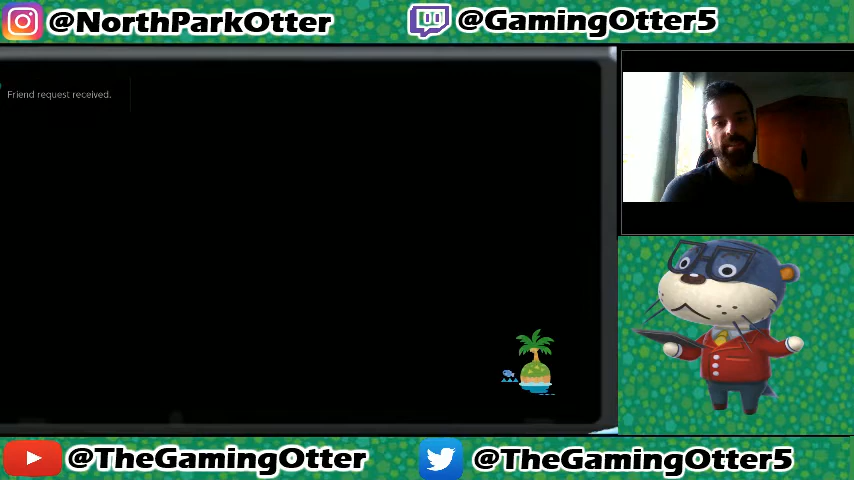 @NorthParkOtter
@GamingOtter5
Friend request received.
@TheGamingOtter
@TheGamingOtter5